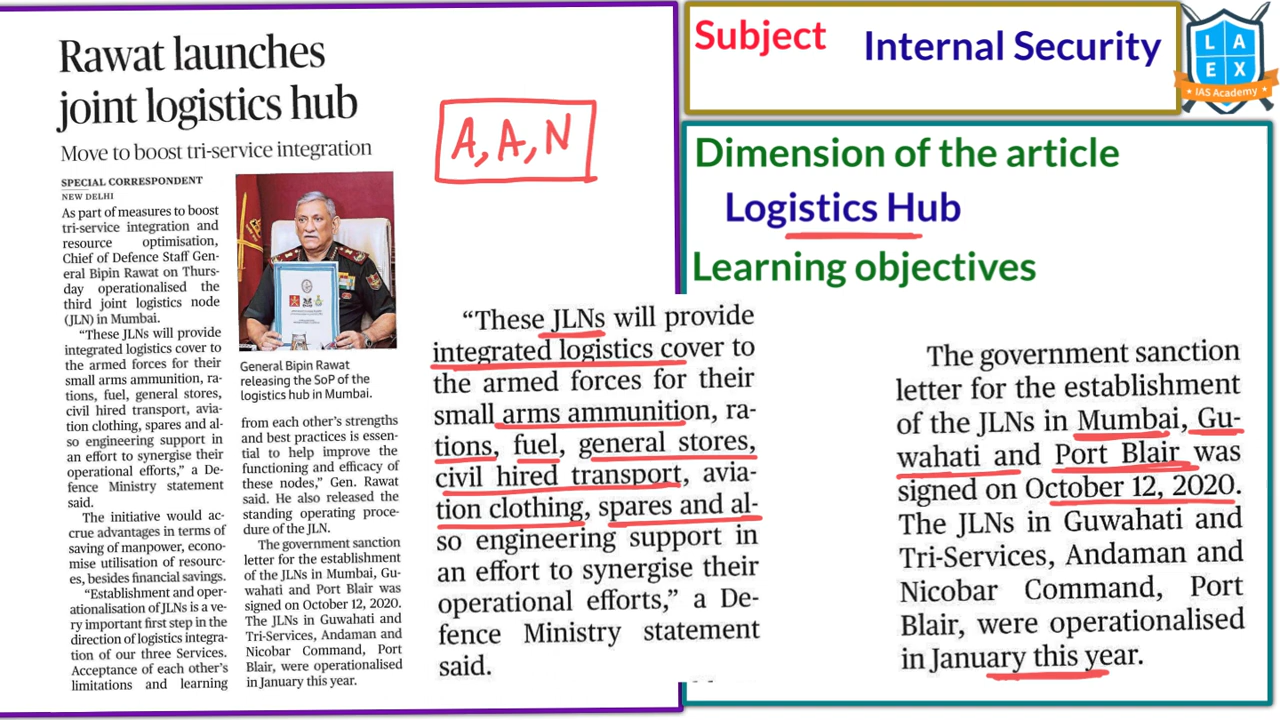 Rawat launches
joint logistics hub
Move to boost tri-service integration
SPECIAL CORRESPONDENT
NEW DELHI
As part of measures to boost
tri-service integration and
resource optimisation,
Chief of Defence Staff Gen-
eral Bipin Rawat on Thurs-
day operationalised the
third joint logistics node
(JLN) in Mumbai.
“These JLNs will provide
integrated logistics cover to
the armed forces for their
small arms ammunition, ra-
tions, fuel, general stores,
civil hired transport, avia-
tion clothing, spares and al-
so engineering support in
an effort to synergise their
operational efforts,” a De-
fence Ministry statement
said.
The initiative would ac-
crue advantages in terms of
saving of manpower, econo-
mise utilisation of resourc-
es, besides financial savings.
“Establishment and oper-
ationalisation of JLNs is a ve-
ry important first step in the
direction of logistics integra-
tion of our three Services.
Acceptance of each other’s
limitations and learning
General Bipin Rawat
releasing the SoP of the
logistics hub in Mumbai.
from each other’s strengths
and best practices is essen-
tial to help improve the
functioning and efficacy of
these nodes,” Gen. Rawat
said. He also released the
standing operating proce-
dure of the JLN.
The government sanction
letter for the establishment
of the JLNs in Mumbai, Gu-
wahati and Port Blair was
signed on October 12, 2020.
The JLNs in Guwahati and
Tri-Services, Andaman and
Nicobar Command, Port
Blair, were operationalised
in January this year.
A, A, N
“These JLNs will provide
integrated logistics cover to
the armed forces for their
small arms ammunition, ra-
tions, fuel, general stores,
civil hired transport, avia-
tion clothing, spares and al-
so engineering support in
an effort to synergise their
operational efforts,” a De-
fence Ministry statement
said.
Subject Internal Security
L A
E X
IAS Academy
Dimension of the article
Logistics Hub
Learning objectives
The government sanction
letter for the establishment
of the JLNs in Mumbai, Gu-
wahati and Port Blair was
signed on October 12, 2020.
The JLNs in Guwahati and
Tri-Services, Andaman and
Nicobar Command, Port
Blair, were operationalised
in January this year.